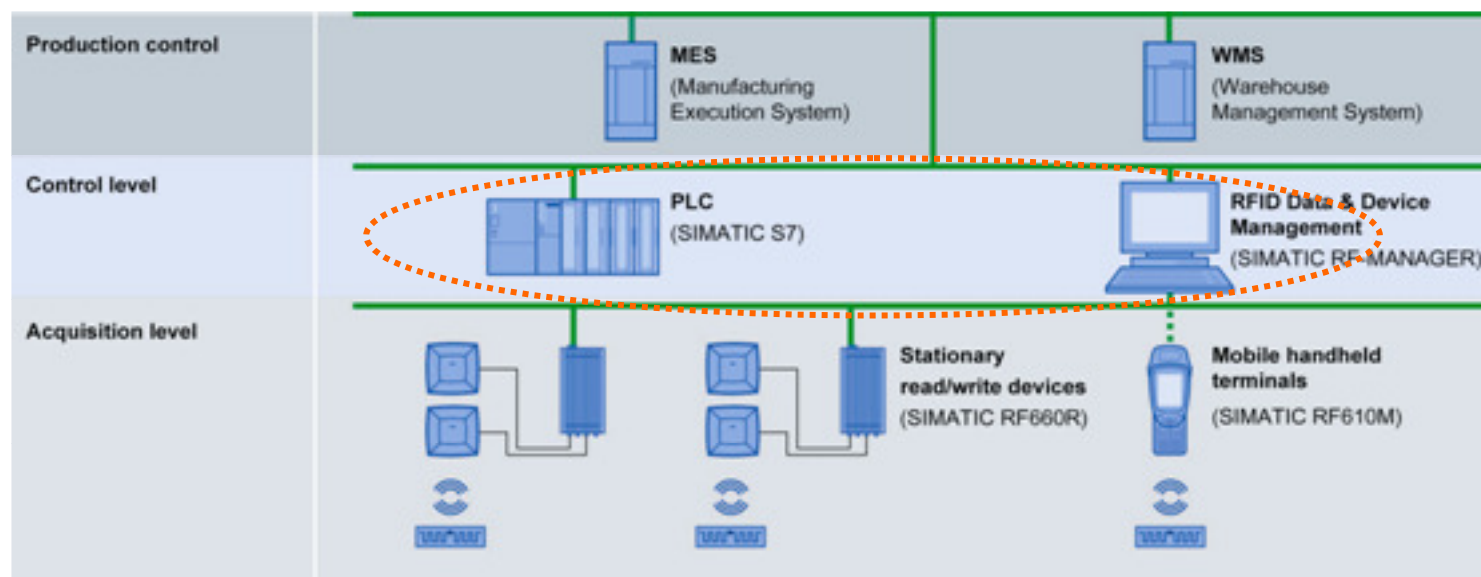 Production control
MES
(Manufacturing
Execution System)
WMS
(Warehouse
Management System)
Control level
PLC
(SIMATIC S7)
RFID Data & Device
Management
(SIMATIC RF-MANAGER)
Acquisition level
Stationary
read/write devices
(SIMATIC RF660R)
Mobile handheld
terminals
(SIMATIC RF610M)